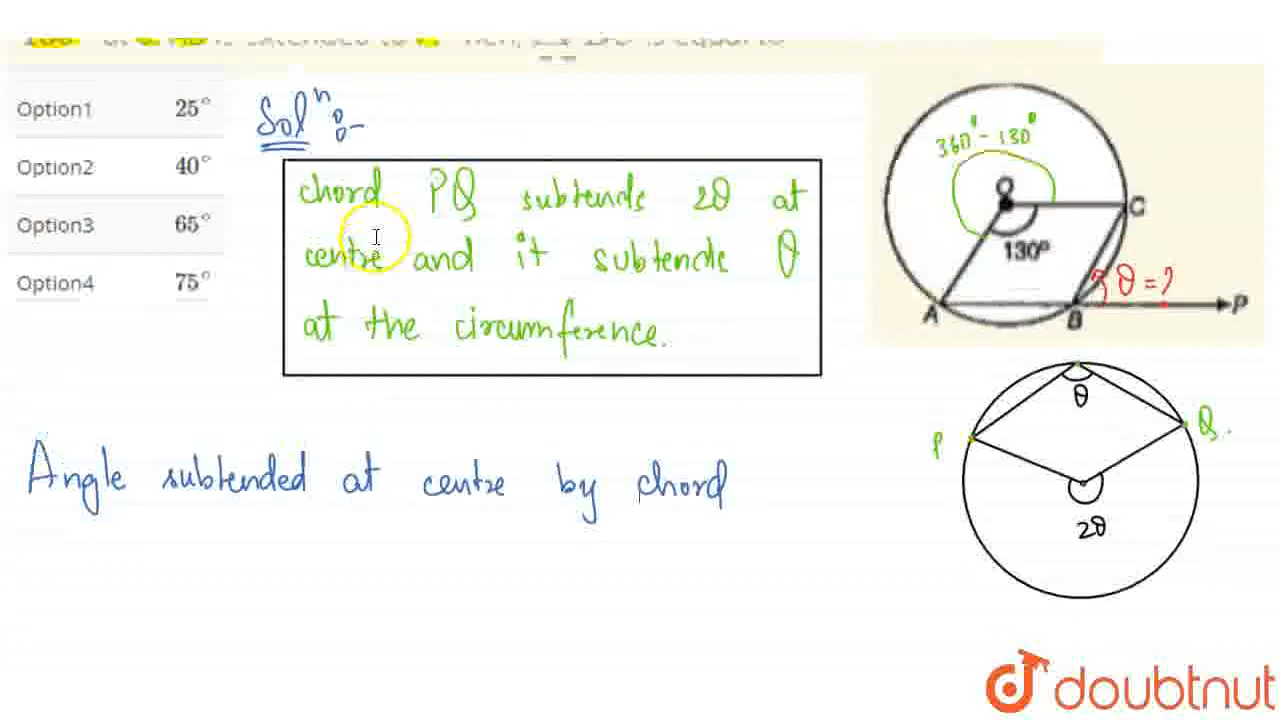 Option1 25°
Option2 40°
Option3 65°
Option4 75°
Solⁿ :-
chord PQ subtends 2θ at
centre and it subtends θ
at the circumference.
360° - 130°
O
C
130°
θ = ?
A
B
P
θ
P
Q.
2θ
Angle subtended at centre by chord
doubtnut